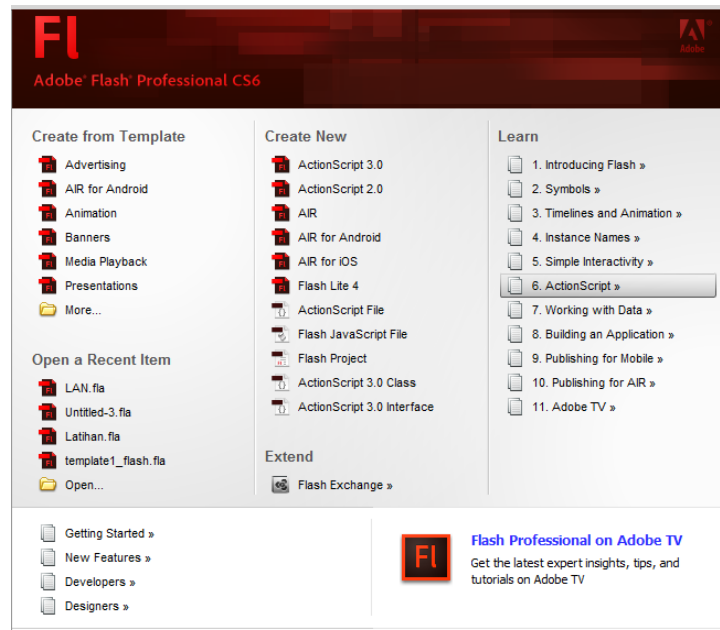 Fl
Adobe
Adobe® Flash® Professional CS6
Create from Template
Advertising
AIR for Android
Animation
Banners
Media Playback
Presentations
More...
Open a Recent Item
LAN.fla
Untitled-3.fla
Latihan.fla
template1_flash.fla
Open...
Create New
ActionScript 3.0
ActionScript 2.0
AIR
AIR for Android
AIR for iOS
Flash Lite 4
ActionScript File
Flash JavaScript File
Flash Project
ActionScript 3.0 Class
ActionScript 3.0 Interface
Extend
Flash Exchange »
Learn
1. Introducing Flash »
2. Symbols »
3. Timelines and Animation »
4. Instance Names »
5. Simple Interactivity »
6. ActionScript »
7. Working with Data »
8. Building an Application »
9. Publishing for Mobile »
10. Publishing for AIR »
11. Adobe TV »
Getting Started »
New Features »
Developers »
Designers »
Fl
Flash Professional on Adobe TV
Get the latest expert insights, tips, and
tutorials on Adobe TV